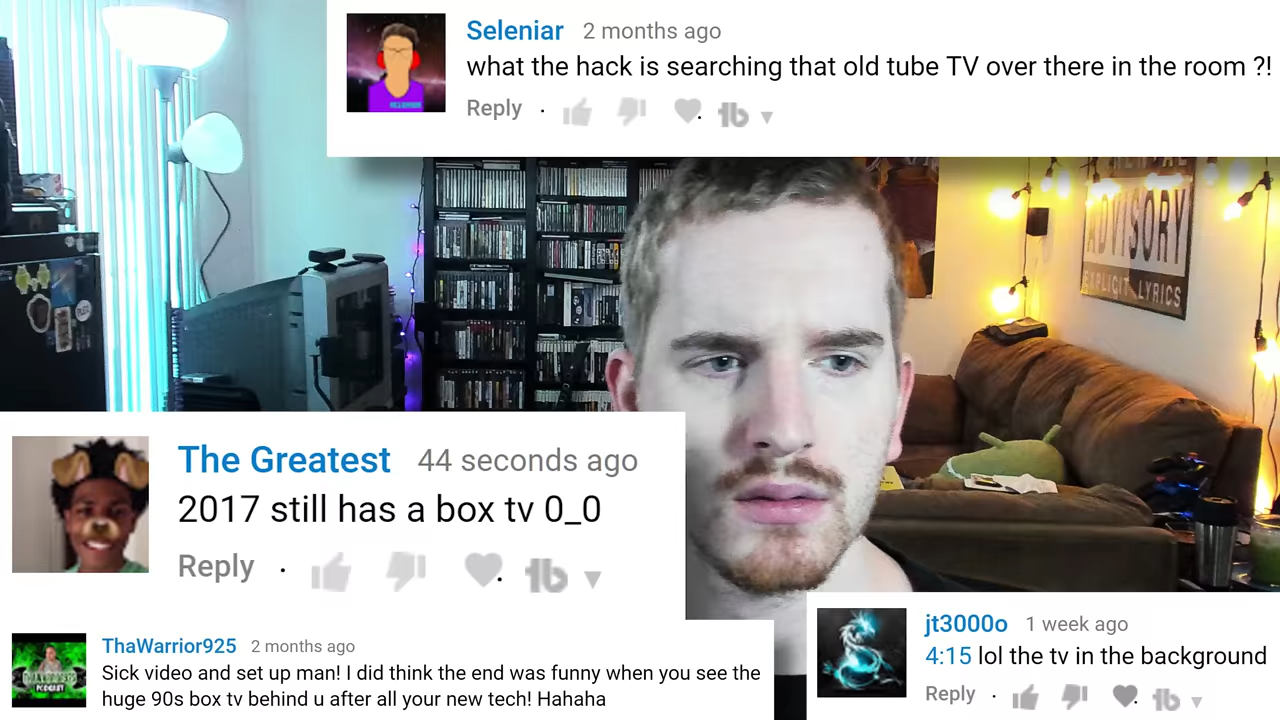 Seleniar 2 months ago
what the hack is searching that old tube TV over there in the room ?!
Reply
ADVISORY
EXPLICIT LYRICS
The Greatest 44 seconds ago
2017 still has a box tv 0_0
Reply
ThaWarrior925 2 months ago
Sick video and set up man! I did think the end was funny when you see the
huge 90s box tv behind u after all your new tech! Hahaha
PODCAST
jt3000o 1 week ago
4:15 lol the tv in the background
Reply